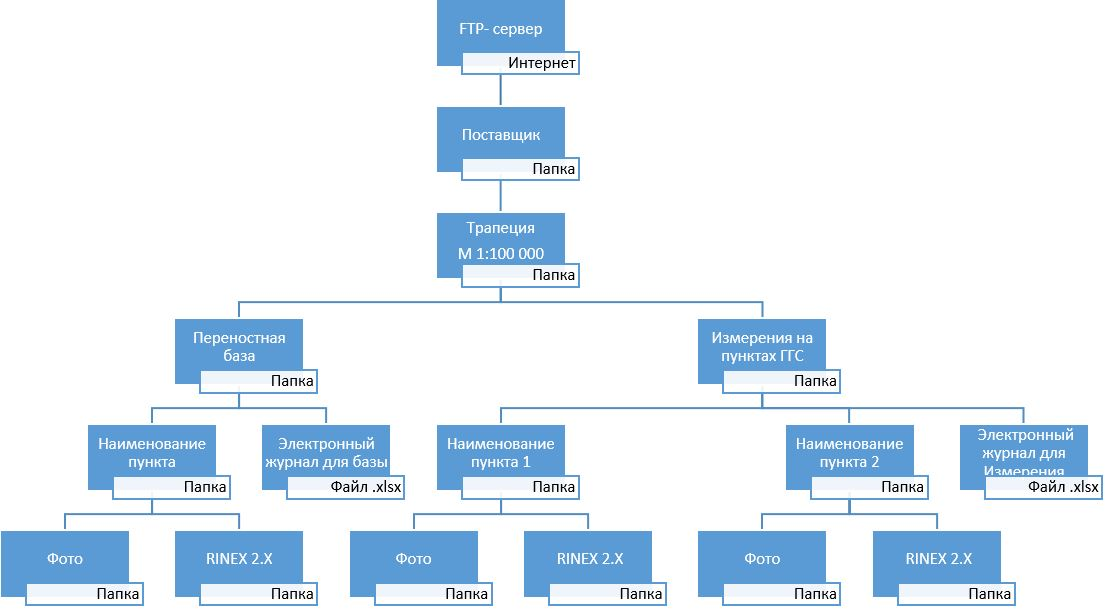 FTP- сервер
Интернет
Поставщик
Папка
Трапеция
М 1:100 000
Папка
Переностная
база
Папка
Измерения на
пунктах ГГС
Папка
Наименование
пункта
Папка
Электронный
журнал для базы
Файл .xlsx
Наименование
пункта 1
Папка
Наименование
пункта 2
Папка
Электронный
журнал для
Измерения
Файл .xlsx
Фото
Папка
RINEX 2.X
Папка
Фото
Папка
RINEX 2.X
Папка
Фото
Папка
RINEX 2.X
Папка